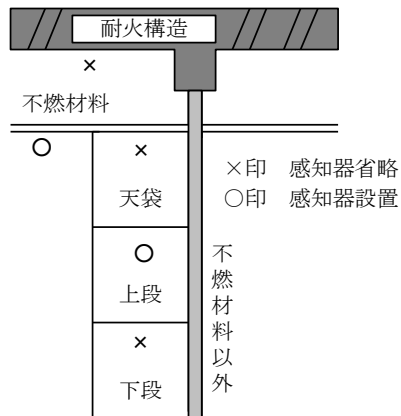 耐火構造
×
不燃材料
○
×
天袋
×印 感知器省略
○印 感知器設置
○
上段
不燃材料以外
×
下段